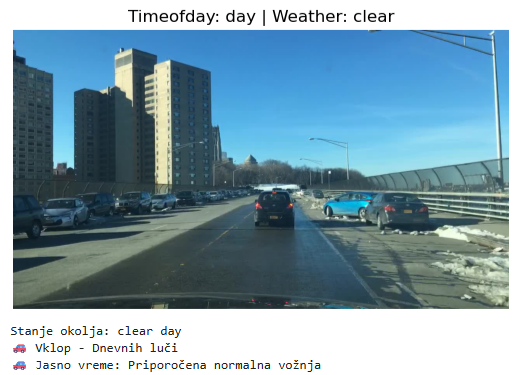 Timeofday: day | Weather: clear
Stanje okolja: clear day
🚗 Vklop - Dnevnih luči
🚗 Jasno vreme: Priporočena normalna vožnja